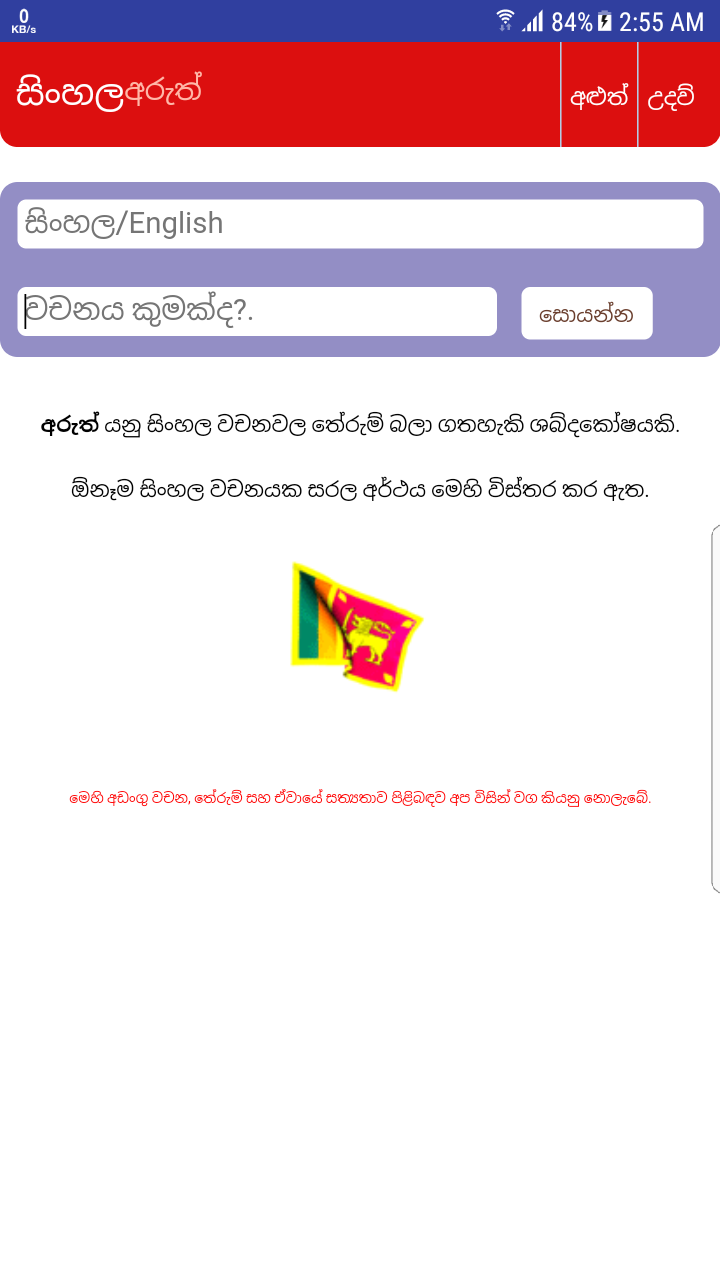 0
KB/s
84% 2:55 AM
සිංහලඅරුත්
අළුත්
උදව්
සිංහල/English
වචනය කුමක්ද?.
සොයන්න
අරුත් යනු සිංහල වචනවල තේරුම් බලා ගතහැකි ශබ්දකෝෂයකි.
ඕනෑම සිංහල වචනයක සරල අර්ථය මෙහි විස්තර කර ඇත.
මෙහි අඩංගු වචන, තේරුම් සහ ඒවායේ සත්‍යතාව පිළිබඳව අප විසින් වග කියනු නොලැබේ.